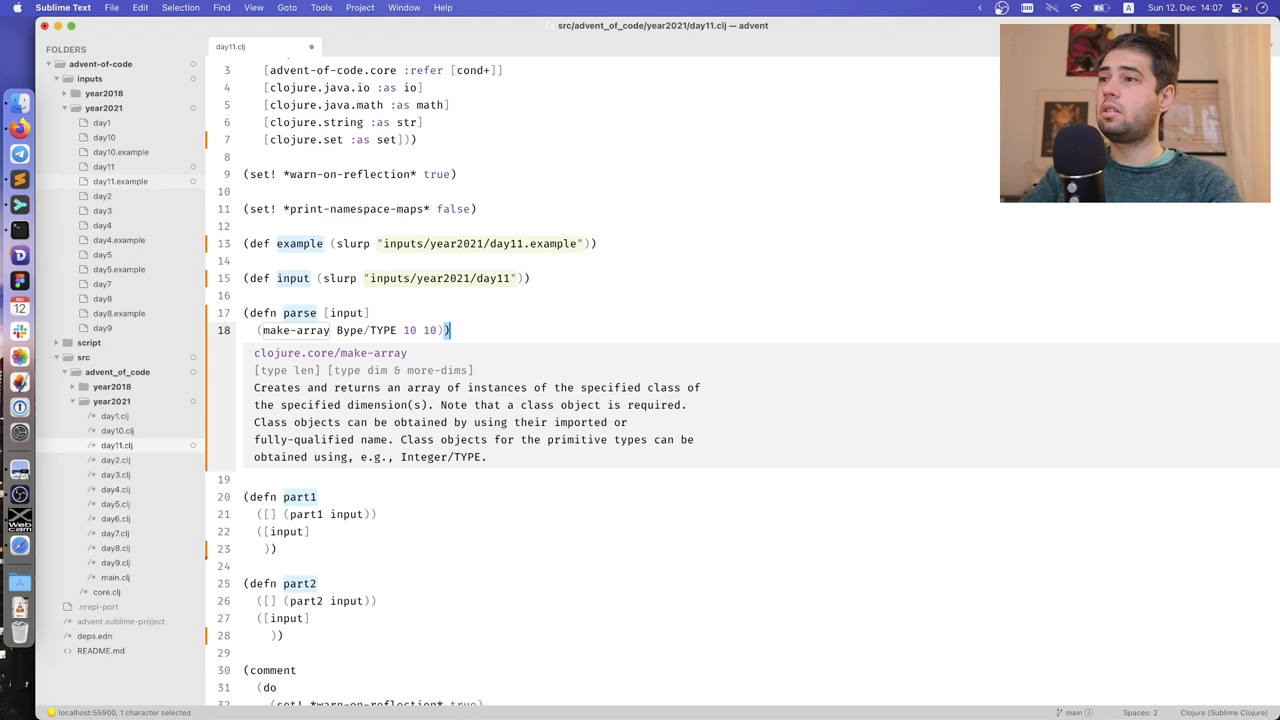 Sublime Text File Edit Selection Find View Goto Tools Project Window Help
A Sun, 12 Dec, 14:07
src/advent_of_code/year2021/day11.clj — advent
FOLDERS
advent-of-code
inputs
year2018
year2021
day1
day10
day10.example
day11
day11.example
day2
day3
day4
day4.example
day5
day5.example
day7
day8
day8.example
day9
script
src
advent_of_code
year2018
year2021
day1.clj
day10.clj
day11.clj
day2.clj
day3.clj
day4.clj
day5.clj
day6.clj
day7.clj
day8.clj
day9.clj
main.clj
core.clj
.nrepl-port
advent.sublime-project
deps.edn
README.md
day11.clj
3 [advent-of-code.core :refer [cond+]]
4 [clojure.java.io :as io]
5 [clojure.java.math :as math]
6 [clojure.string :as str]
7 [clojure.set :as set]))
8
9 (set! *warn-on-reflection* true)
10
11 (set! *print-namespace-maps* false)
12
13 (def example (slurp "inputs/year2021/day11.example"))
14
15 (def input (slurp "inputs/year2021/day11"))
16
17 (defn parse [input]
18 (make-array Bype/TYPE 10 10))
clojure.core/make-array
[type len] [type dim & more-dims]
Creates and returns an array of instances of the specified class of
the specified dimension(s). Note that a class object is required.
Class objects can be obtained by using their imported or
fully-qualified name. Class objects for the primitive types can be
obtained using, e.g., Integer/TYPE.
19
20 (defn part1
21 ([] (part1 input))
22 ([input]
23 ))
24
25 (defn part2
26 ([] (part2 input))
27 ([input]
28 ))
29
30 (comment
31 (do
32 (set! *warn-on-reflection* true)
localhost:55900, 1 character selected
main 3
Spaces: 2
Clojure (Sublime Clojure)
DEC
12
Web
cam